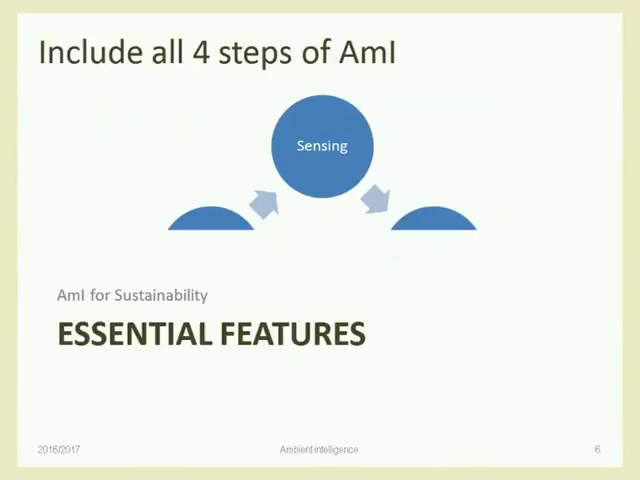 Include all 4 steps of AmI
Sensing
AmI for Sustainability
ESSENTIAL FEATURES
2016/2017
Ambient intelligence
6